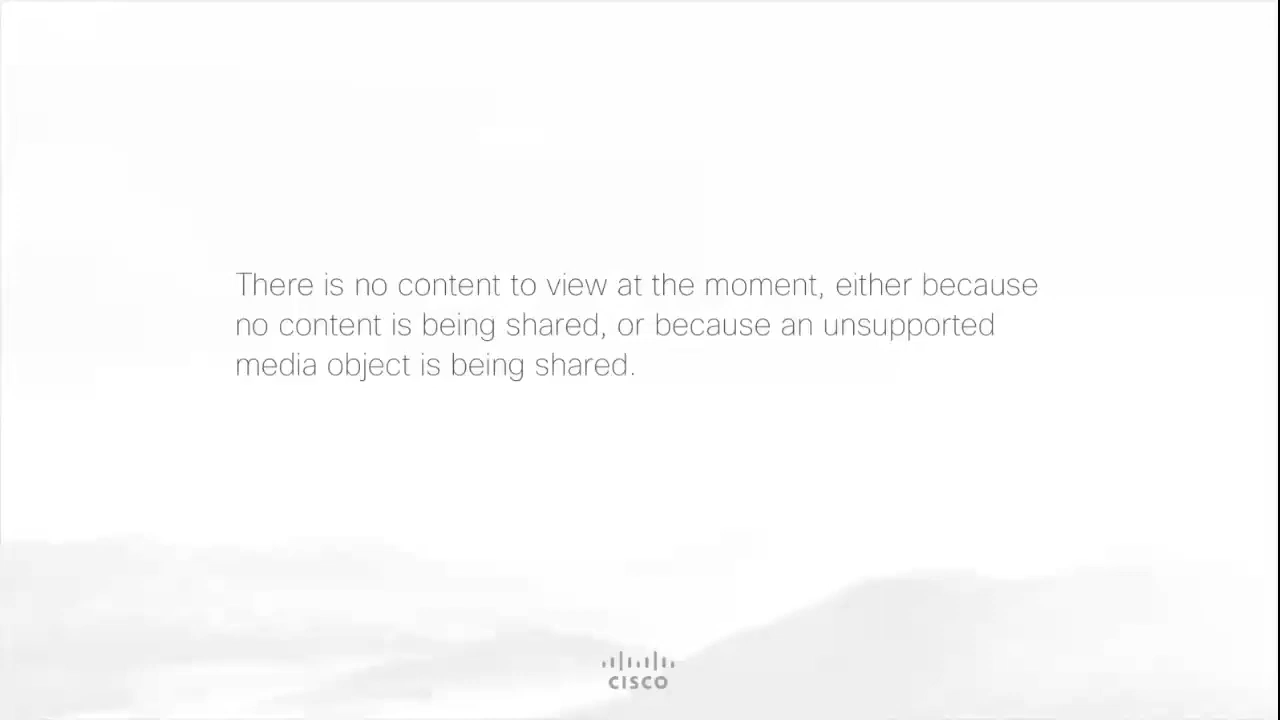 There is no content to view at the moment, either because
no content is being shared, or because an unsupported
media object is being shared.
CISCO